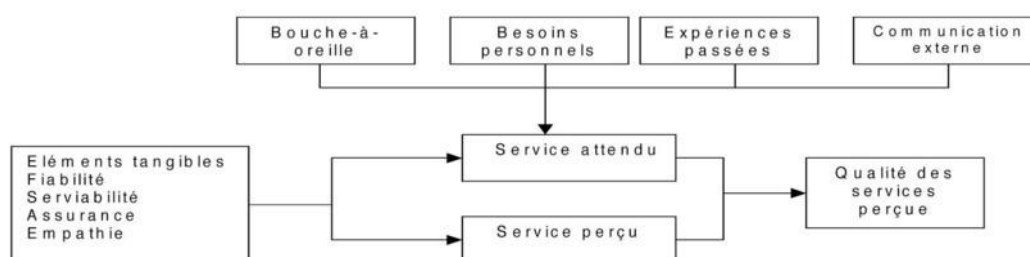 Bouche-à-
oreille
Besoins
personnels
Expériences
passées
Communication
externe
Eléments tangibles
Fiabilité
Serviabilité
Assurance
Empathie
Service attendu
Service perçu
Qualité des
services
perçue